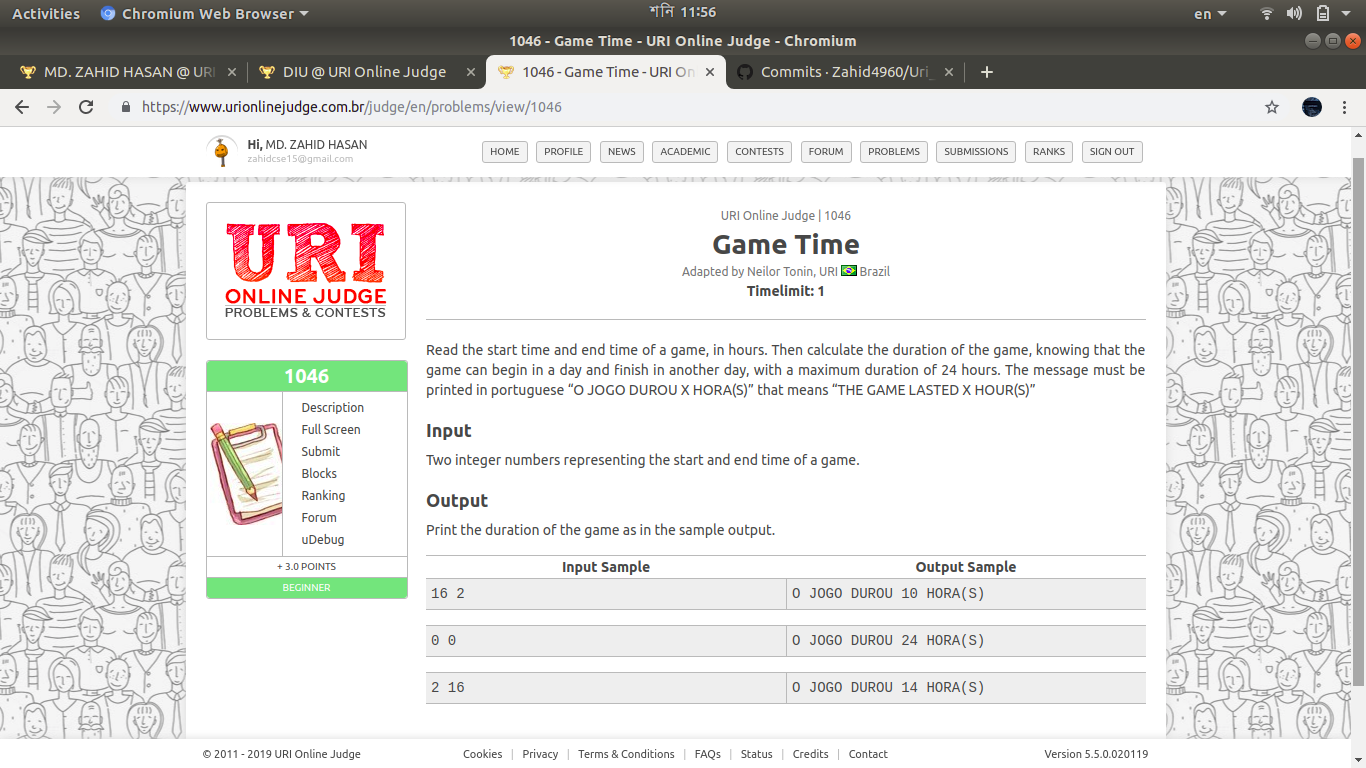 Activities Chromium Web Browser শনি 11:56 en
1046 - Game Time - URI Online Judge - Chromium
MD. ZAHID HASAN @ URI DIU @ URI Online Judge 1046 - Game Time - URI On Commits · Zahid4960/Uri_
https://www.urionlinejudge.com.br/judge/en/problems/view/1046
Hi, MD. ZAHID HASAN
zahidcse15@gmail.com
HOME PROFILE NEWS ACADEMIC CONTESTS FORUM PROBLEMS SUBMISSIONS RANKS SIGN OUT
URI
ONLINE JUDGE
PROBLEMS & CONTESTS
1046
Description
Full Screen
Submit
Blocks
Ranking
Forum
uDebug
+ 3.0 POINTS
BEGINNER
URI Online Judge | 1046
Game Time
Adapted by Neilor Tonin, URI Brazil
Timelimit: 1
Read the start time and end time of a game, in hours. Then calculate the duration of the game, knowing that the
game can begin in a day and finish in another day, with a maximum duration of 24 hours. The message must be
printed in portuguese “O JOGO DUROU X HORA(S)” that means “THE GAME LASTED X HOUR(S)”
Input
Two integer numbers representing the start and end time of a game.
Output
Print the duration of the game as in the sample output.
Input Sample Output Sample
16 2 O JOGO DUROU 10 HORA(S)
0 0 O JOGO DUROU 24 HORA(S)
2 16 O JOGO DUROU 14 HORA(S)
© 2011 - 2019 URI Online Judge Cookies | Privacy | Terms & Conditions | FAQs | Status | Credits | Contact Version 5.5.0.020119